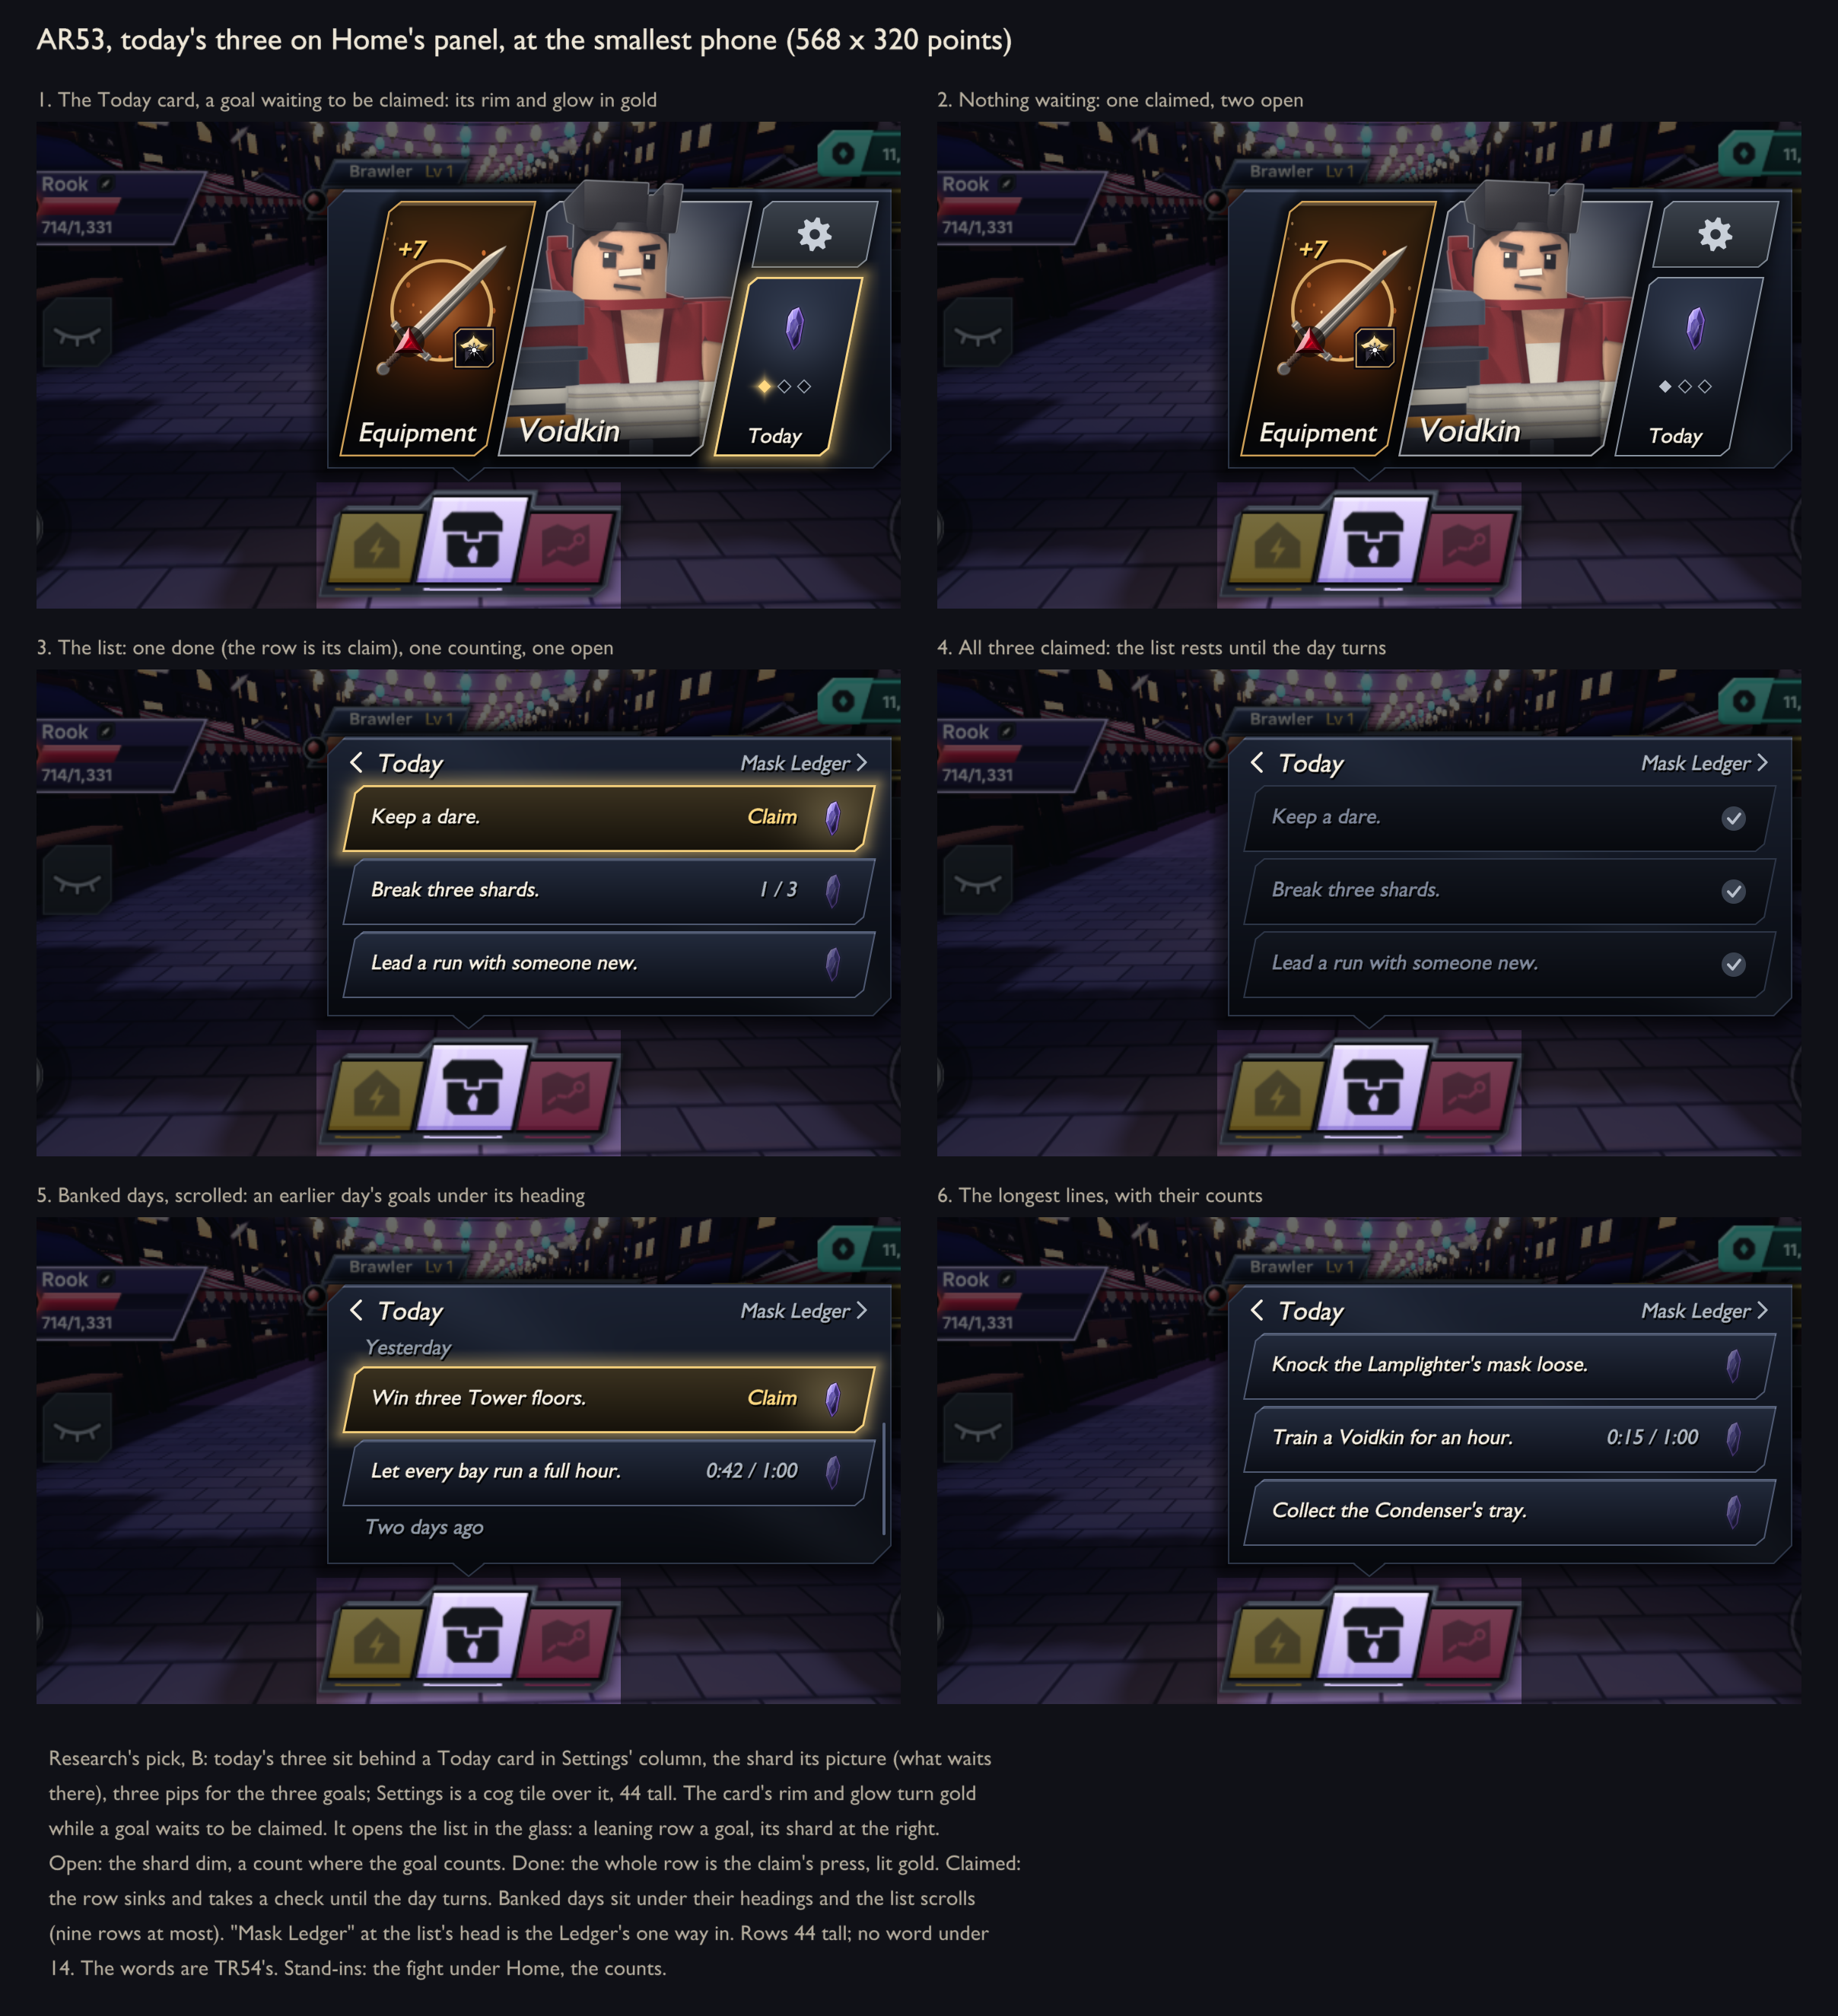 AR53, today's three on Home's panel, at the smallest phone (568 x 320 points)
1. The Today card, a goal waiting to be claimed: its rim and glow in gold
Brawler Lv 1
11,
Rook
714/1,331
+7
Equipment
Voidkin
Today
2. Nothing waiting: one claimed, two open
Brawler Lv 1
11,
Rook
714/1,331
+7
Equipment
Voidkin
Today
3. The list: one done (the row is its claim), one counting, one open
Brawler Lv 1
11,
Rook
714/1,331
Today
Mask Ledger
Keep a dare.
Claim
Break three shards.
1 / 3
Lead a run with someone new.
4. All three claimed: the list rests until the day turns
Brawler Lv 1
11,
Rook
714/1,331
Today
Mask Ledger
Keep a dare.
Break three shards.
Lead a run with someone new.
5. Banked days, scrolled: an earlier day's goals under its heading
Brawler Lv 1
11,
Rook
714/1,331
Today
Mask Ledger
Yesterday
Win three Tower floors.
Claim
Let every bay run a full hour.
0:42 / 1:00
Two days ago
6. The longest lines, with their counts
Brawler Lv 1
11,
Rook
714/1,331
Today
Mask Ledger
Knock the Lamplighter's mask loose.
Train a Voidkin for an hour.
0:15 / 1:00
Collect the Condenser's tray.
Research's pick, B: today's three sit behind a Today card in Settings' column, the shard its picture (what waits
there), three pips for the three goals; Settings is a cog tile over it, 44 tall. The card's rim and glow turn gold
while a goal waits to be claimed. It opens the list in the glass: a leaning row a goal, its shard at the right.
Open: the shard dim, a count where the goal counts. Done: the whole row is the claim's press, lit gold. Claimed:
the row sinks and takes a check until the day turns. Banked days sit under their headings and the list scrolls
(nine rows at most). "Mask Ledger" at the list's head is the Ledger's one way in. Rows 44 tall; no word under
14. The words are TR54's. Stand-ins: the fight under Home, the counts.